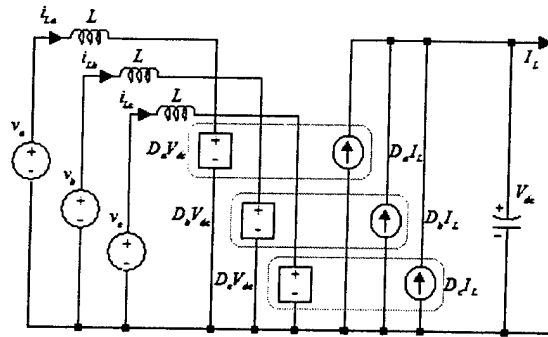 i_La L
i_Lb L
i_Lc L
I_L
v_a
D_a V_dc
D_a I_L
v_b
D_b V_dc
D_b I_L
V_dc
v_c
D_c V_dc
D_c I_L